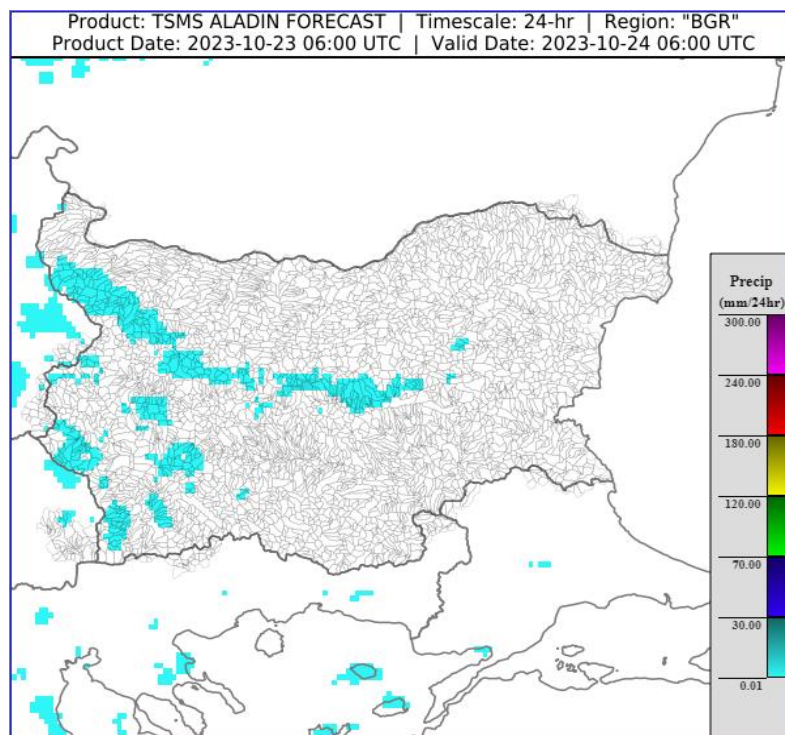 Product: TSMS ALADIN FORECAST | Timescale: 24-hr | Region: "BGR"
Product Date: 2023-10-23 06:00 UTC | Valid Date: 2023-10-24 06:00 UTC
Precip
(mm/24hr)
300.00
240.00
180.00
120.00
70.00
30.00
0.01